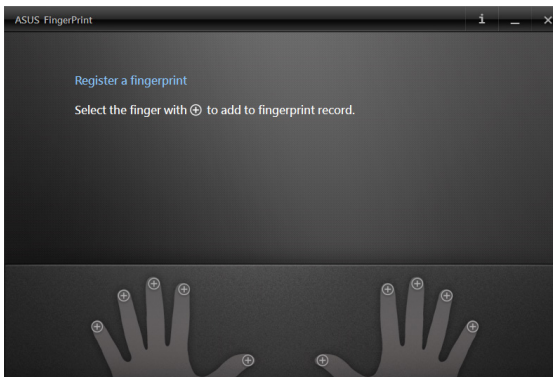 ASUS FingerPrint
Register a fingerprint
Select the finger with ⊕ to add to fingerprint record.